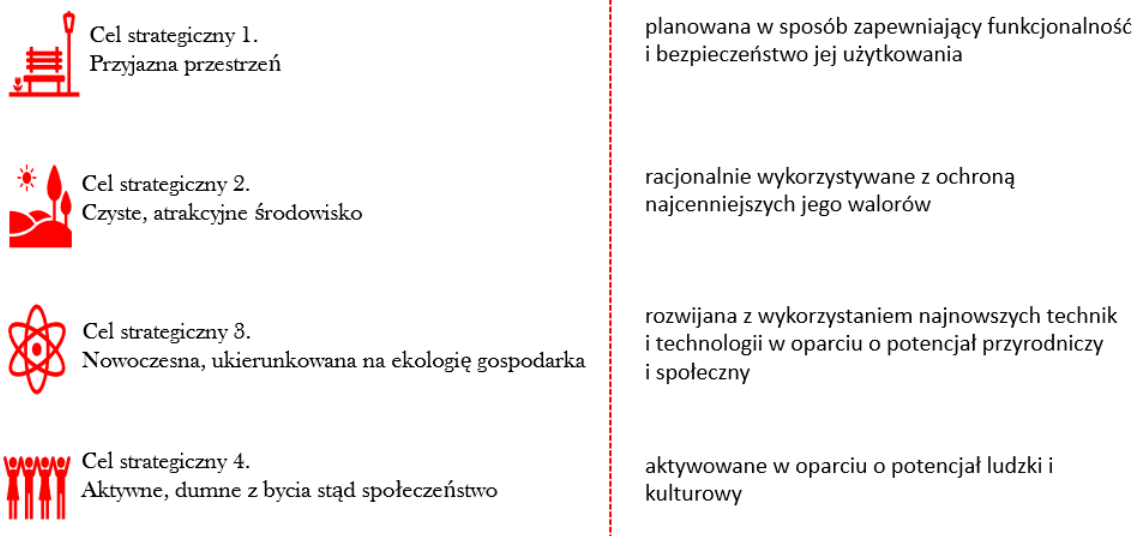 Cel strategiczny 1.
Przyjazna przestrzeń
planowana w sposób zapewniający funkcjonalność
i bezpieczeństwo jej użytkowania
Cel strategiczny 2.
Czyste, atrakcyjne środowisko
racjonalnie wykorzystywane z ochroną
najcenniejszych jego walorów
Cel strategiczny 3.
Nowoczesna, ukierunkowana na ekologię gospodarka
rozwijana z wykorzystaniem najnowszych technik
i technologii w oparciu o potencjał przyrodniczy
i społeczny
Cel strategiczny 4.
Aktywne, dumne z bycia stąd społeczeństwo
aktywowane w oparciu o potencjał ludzki i
kulturowy